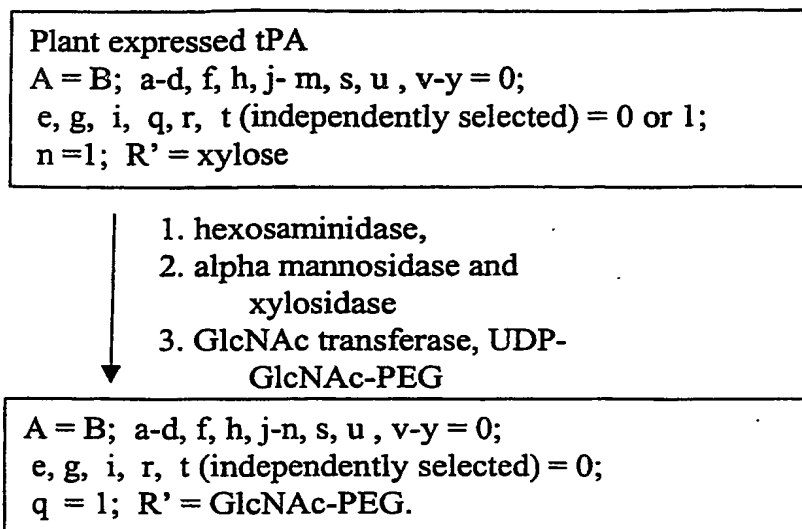 Plant expressed tPA
A = B; a-d, f, h, j- m, s, u , v-y = 0;
e, g, i, q, r, t (independently selected) = 0 or 1;
n =1; R' = xylose
1. hexosaminidase,
2. alpha mannosidase and
xylosidase
3. GlcNAc transferase, UDP-
GlcNAc-PEG
A = B; a-d, f, h, j-n, s, u , v-y = 0;
e, g, i, r, t (independently selected) = 0;
q = 1; R' = GlcNAc-PEG.